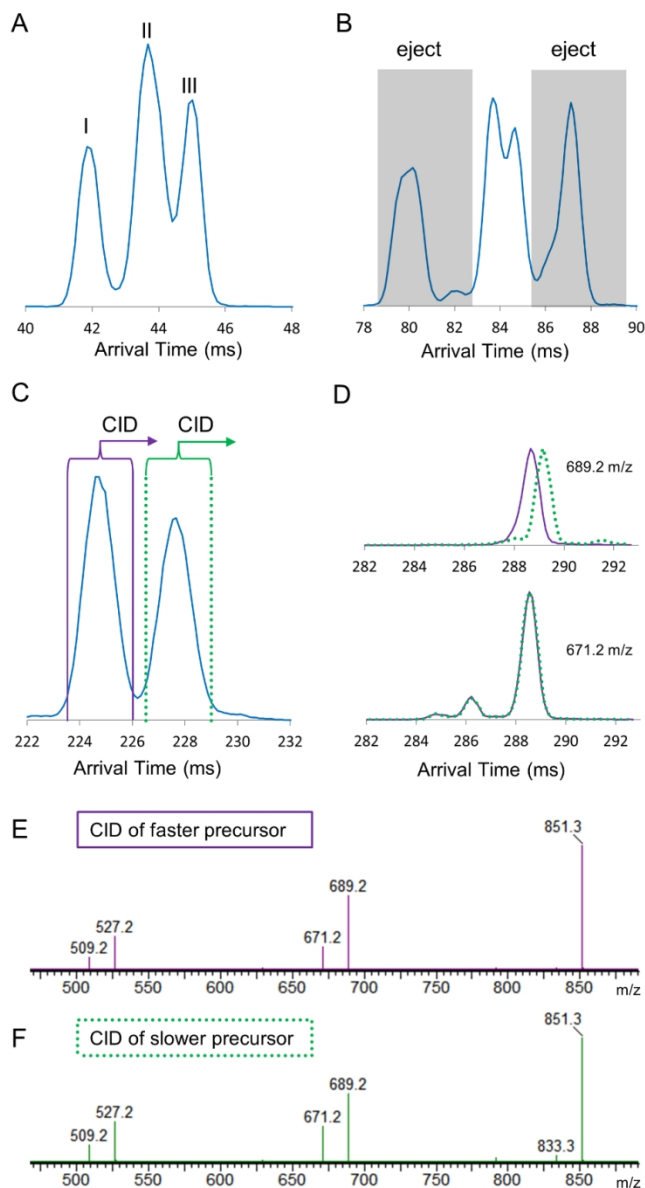 A
I
II
III
40 42 44 46 48
Arrival Time (ms)
B
eject
eject
78 80 82 84 86 88 90
Arrival Time (ms)
C
CID
CID
222 224 226 228 230 232
Arrival Time (ms)
D
689.2 m/z
282 284 286 288 290 292
671.2 m/z
282 284 286 288 290 292
Arrival Time (ms)
E
CID of faster precursor
509.2
527.2
671.2
689.2
851.3
500 550 600 650 700 750 800 850 m/z
F
CID of slower precursor
509.2
527.2
671.2
689.2
833.3
851.3
500 550 600 650 700 750 800 850 m/z